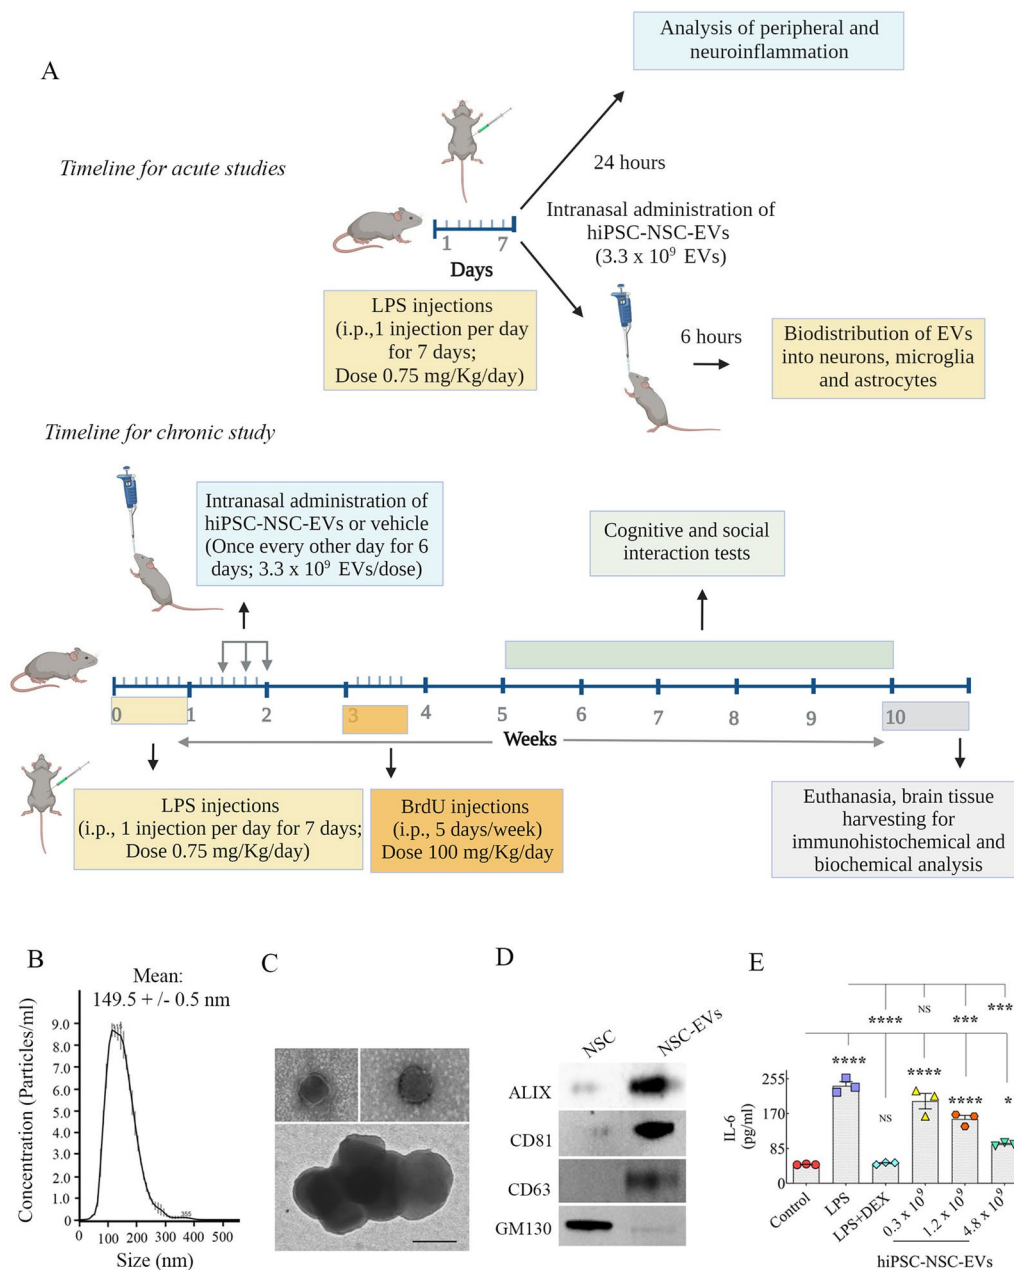 A
Analysis of peripheral and
neuroinflammation
Timeline for acute studies
24 hours
Intranasal administration of
hiPSC-NSC-EVs
(3.3 x 10⁹ EVs)
1 7
Days
LPS injections
(i.p.,1 injection per day
for 7 days;
Dose 0.75 mg/Kg/day)
6 hours
Biodistribution of EVs
into neurons, microglia
and astrocytes
Timeline for chronic study
Intranasal administration of
hiPSC-NSC-EVs or vehicle
(Once every other day for 6
days; 3.3 x 10⁹ EVs/dose)
Cognitive and social
interaction tests
0 1 2 3 4 5 6 7 8 9 10
Weeks
LPS injections
(i.p., 1 injection per day for 7 days;
Dose 0.75 mg/Kg/day)
BrdU injections
(i.p., 5 days/week)
Dose 100 mg/Kg/day
Euthanasia, brain tissue
harvesting for
immunohistochemical and
biochemical analysis
B
Mean:
149.5 + /- 0.5 nm
Concentration (Particles/ml)
9.0
8.0
7.0
6.0
5.0
4.0
3.0
2.0
1.0
0
355
0 100 200 300 400 500
Size (nm)
C
D
NSC NSC-EVs
ALIX
CD81
CD63
GM130
E
NS
****
***
***
****
NS
****
****
*
IL-6
(pg/ml)
255
170
85
0
Control
LPS
LPS+DEX
0.3 x 10⁹
1.2 x 10⁹
4.8 x 10⁹
hiPSC-NSC-EVs